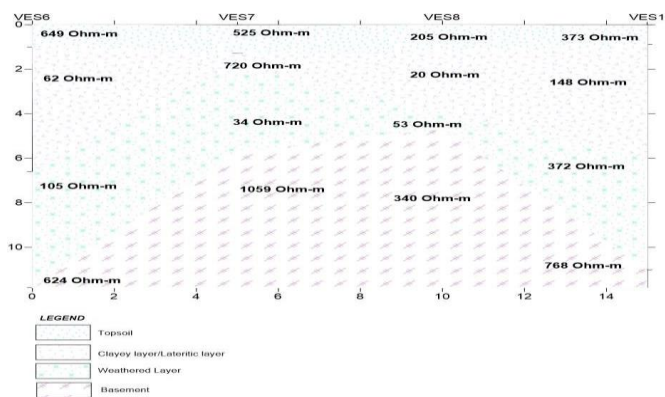 VES6 VES7 VES8 VES1
0
649 Ohm-m 525 Ohm-m 205 Ohm-m 373 Ohm-m
2
720 Ohm-m
62 Ohm-m 20 Ohm-m 148 Ohm-m
4
34 Ohm-m 53 Ohm-m
6
372 Ohm-m
105 Ohm-m 1059 Ohm-m 340 Ohm-m
8
10
768 Ohm-m
624 Ohm-m
0 2 4 6 8 10 12 14
LEGEND
Topsoil
Clayey layer/Lateritic layer
Weathered Layer
Basement